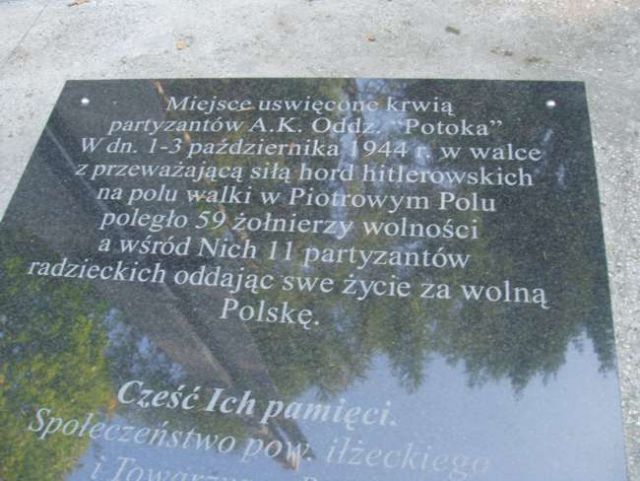 Miejsce uswięcone krwią
partyzantów A.K. Oddz. "Potoka"
W dn. 1-3 października 1944 r. w walce
z przeważającą siłą hord hitlerowskich
na polu walki w Piotrowym Polu
poległo 59 żołnierzy wolności
a wśród Nich 11 partyzantów
radzieckich oddając swe życie za wolną
Polskę.
Cześć Ich pamięci.
Społeczeństwo pow. iłżeckiego
i